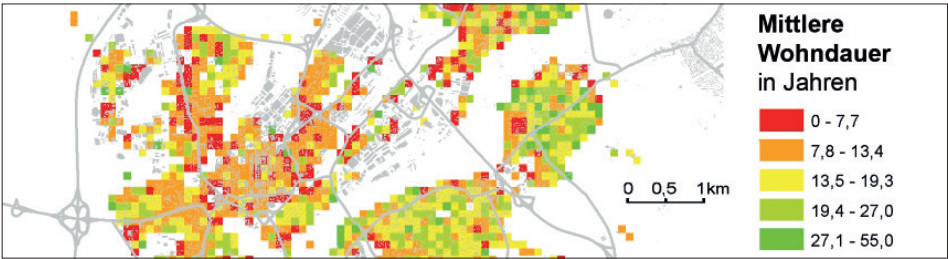 Mittlere
Wohndauer
in Jahren
0 - 7,7
7,8 - 13,4
13,5 - 19,3
19,4 - 27,0
27,1 - 55,0
0 0,5 1km